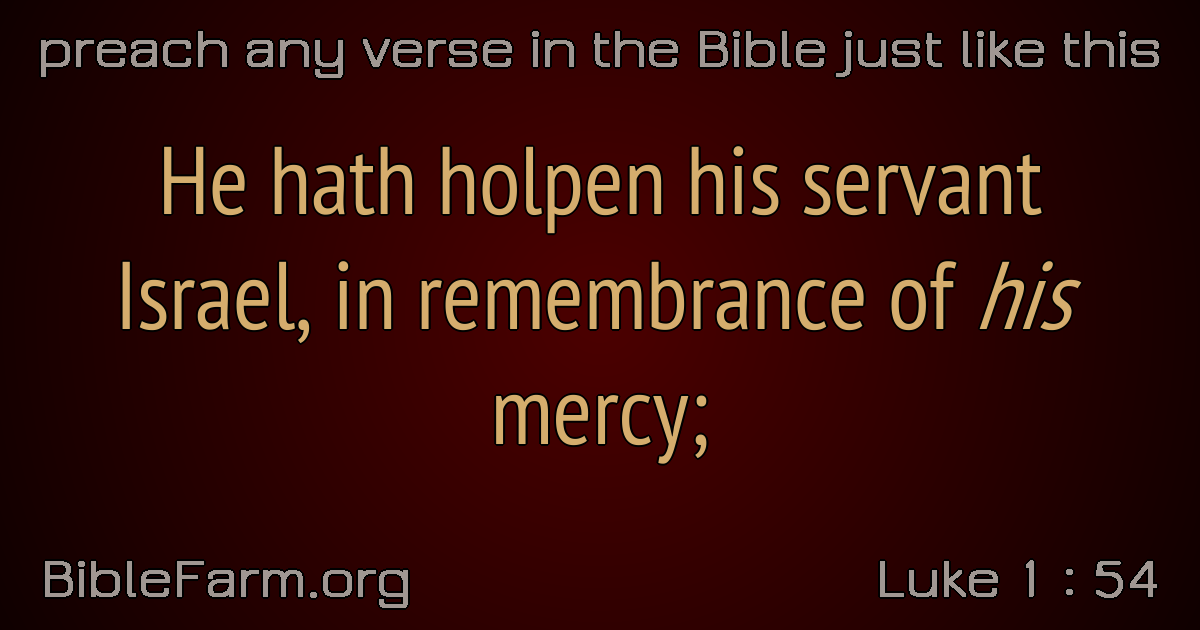 preach any verse in the Bible just like this
He hath holpen his servant
Israel, in remembrance of his
mercy;
BibleFarm.org
Luke 1 : 54